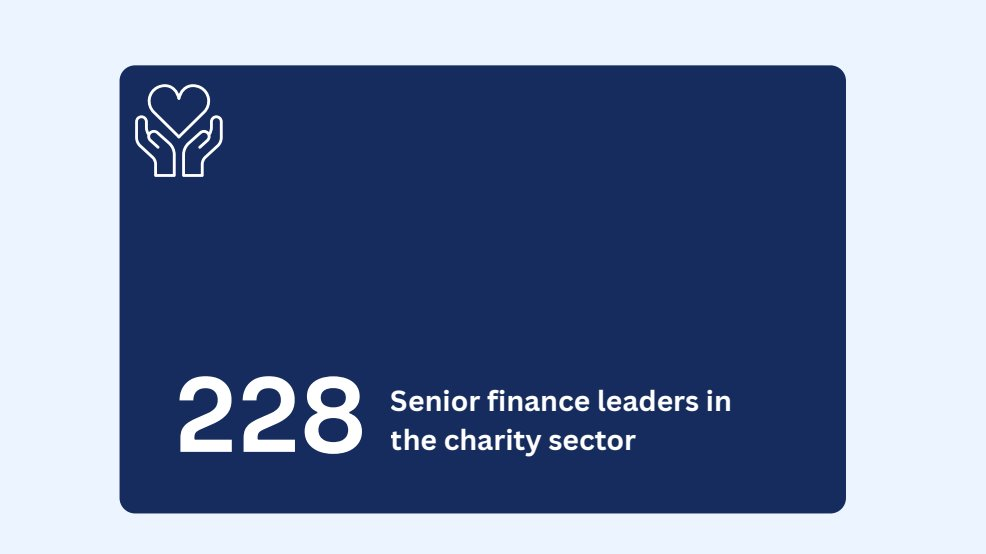 228
Senior finance leaders in
the charity sector